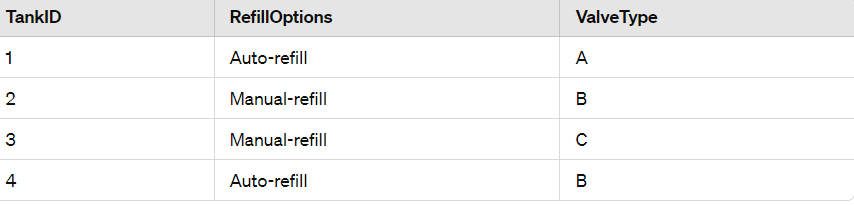 TankID RefillOptions ValveType
1 Auto-refill A
2 Manual-refill B
3 Manual-refill C
4 Auto-refill B